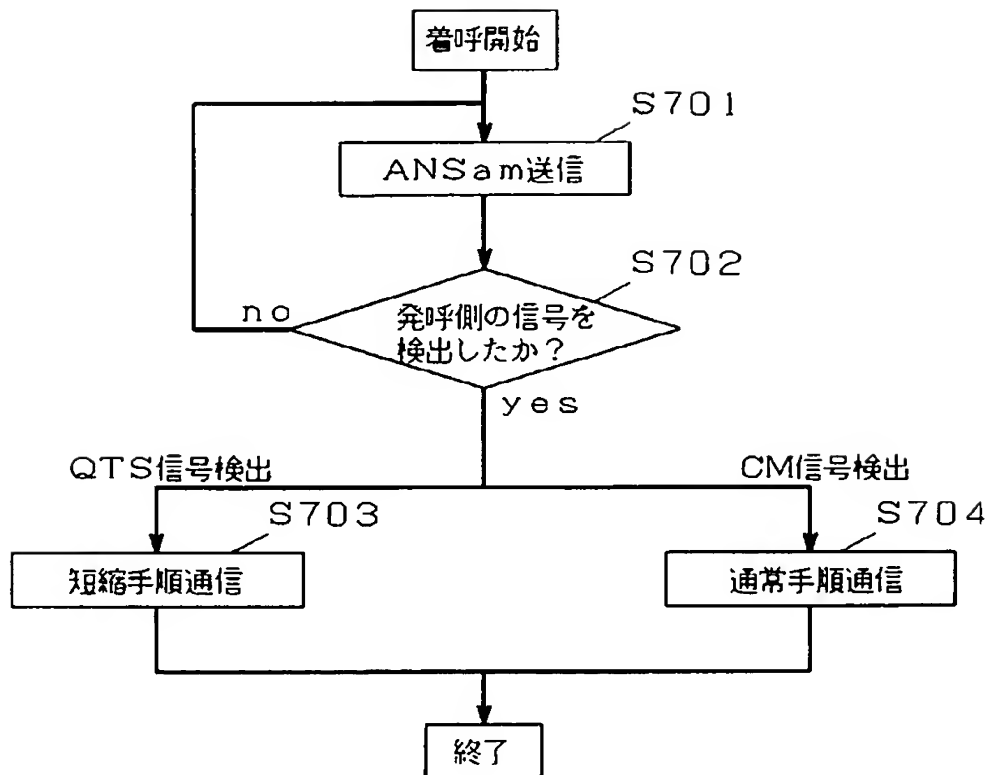 着呼開始
S701
ANSam送信
S702
発呼側の信号を
検出したか？
no
yes
QTS信号検出
CM信号検出
S703
S704
短縮手順通信
通常手順通信
終了